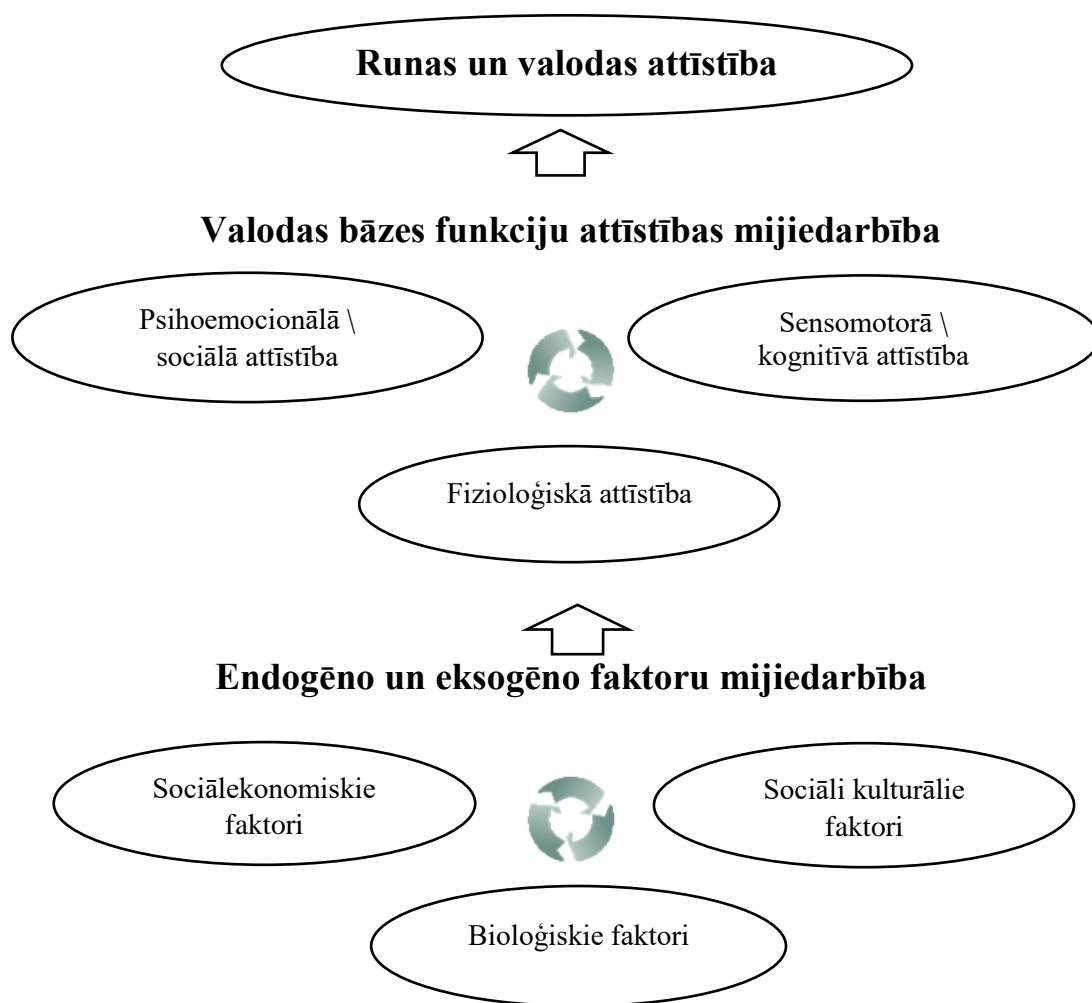 Runas un valodas attīstība
Valodas bāzes funkciju attīstības mijiedarbība
Psihoemocionālā \
sociālā attīstība
Sensomotorā \
kognitīvā attīstība
Fizioloģiskā attīstība
Endogēno un eksogēno faktoru mijiedarbība
Sociālekonomiskie
faktori
Sociāli kulturālie
faktori
Bioloģiskie faktori